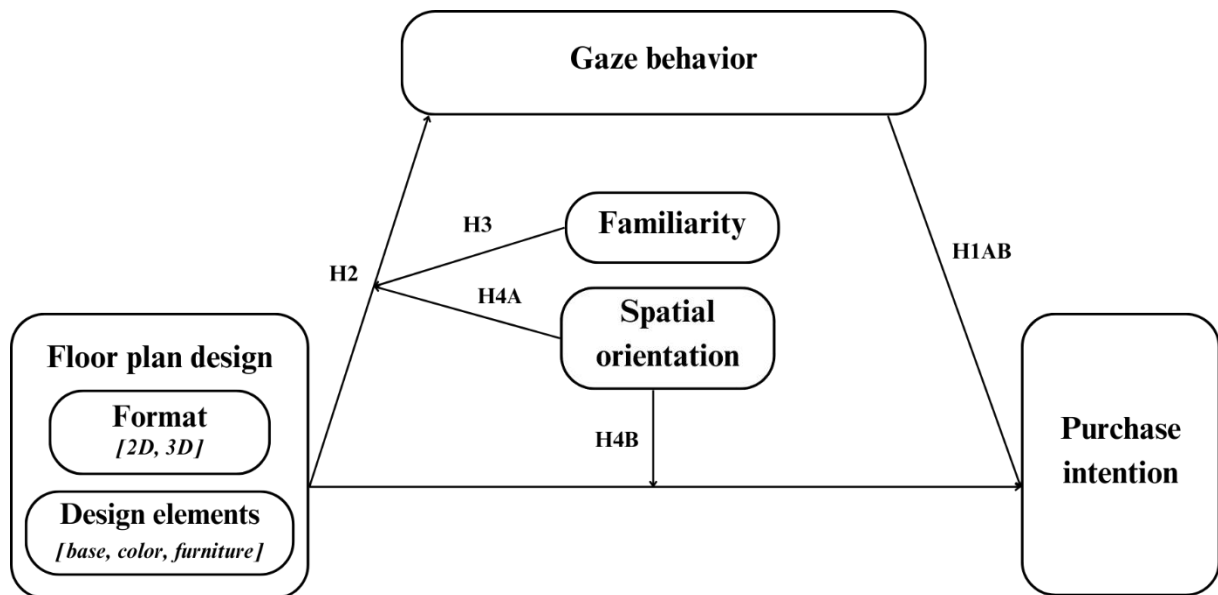 Gaze behavior
H3
Familiarity
H2
H1AB
H4A
Spatial
orientation
Floor plan design
Format
[2D, 3D]
H4B
Purchase
intention
Design elements
[base, color, furniture]